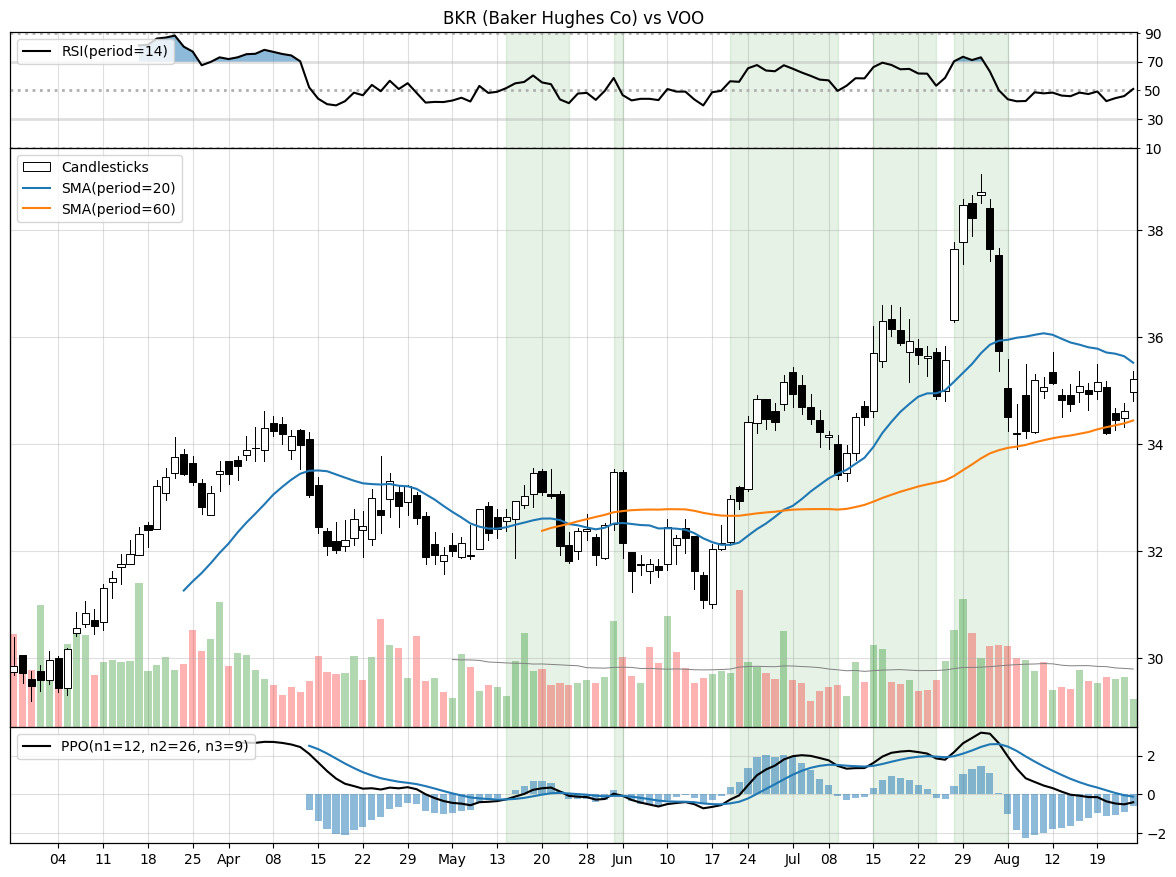 BKR (Baker Hughes Co) vs VOO
RSI(period=14)
90
70
50
30
10
Candlesticks
SMA(period=20)
SMA(period=60)
38
36
34
32
30
PPO(n1=12, n2=26, n3=9)
2
0
−2
04 11 18 25 Apr 08 15 22 29 May 13 20 28 Jun 10 17 24 Jul 08 15 22 29 Aug 12 19